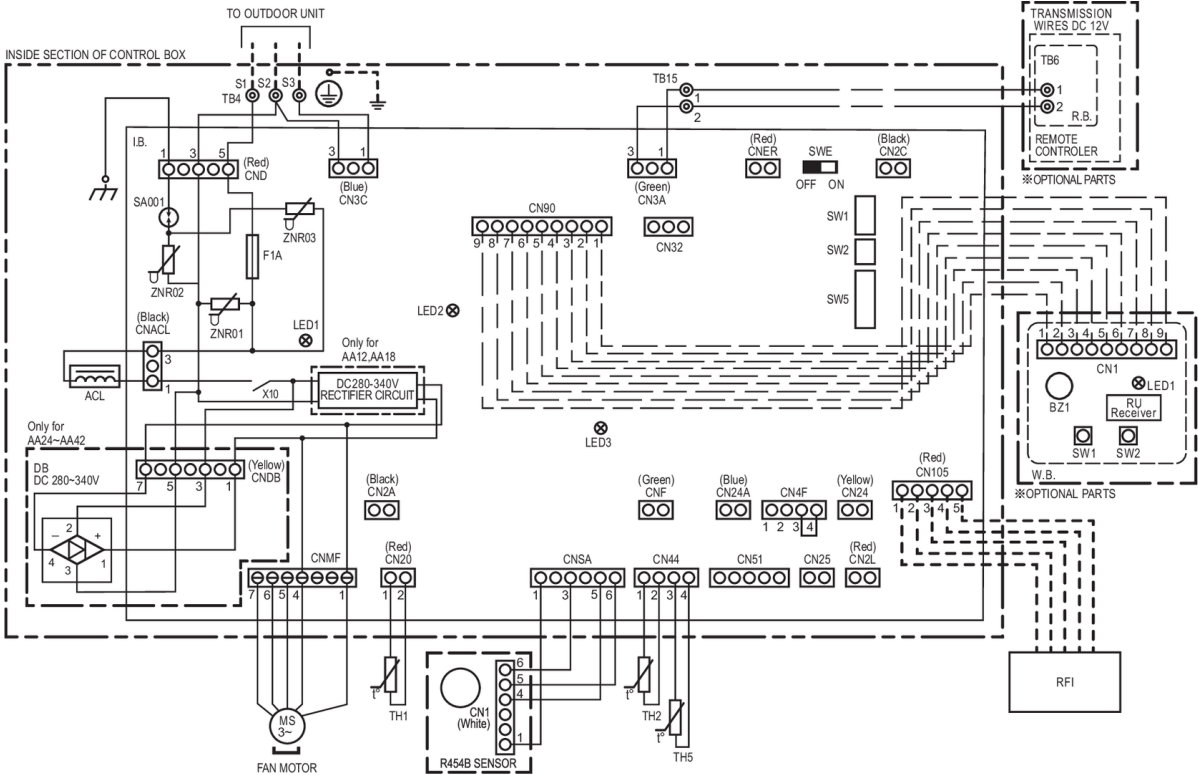 TO OUTDOOR UNIT
TRANSMISSION
WIRES DC 12V
INSIDE SECTION OF CONTROL BOX
TB6
1
2
R.B.
REMOTE
CONTROLER
※OPTIONAL PARTS
S1 S2 S3
TB4
TB15
1
2
I.B.
1 3 5
(Red)
CND
3 1
(Blue)
CN3C
3 1
(Green)
CN3A
(Red)
CNER
SWE
OFF ON
(Black)
CN2C
SA001
ZNR03
CN90
9 8 7 6 5 4 3 2 1
CN32
SW1
SW2
SW5
F1A
ZNR02
ZNR01
(Black)
CNACL
3
1
LED1
LED2
ACL
X10
Only for
AA12,AA18
DC280-340V
RECTIFIER CIRCUIT
1 2 3 4 5 6 7 8 9
CN1
BZ1
LED1
RU
Receiver
SW1 SW2
W.B.
※OPTIONAL PARTS
LED3
Only for
AA24~AA42
DB
DC 280~340V
7 5 3 1
(Yellow)
CNDB
2
− +
4 1
3
(Black)
CN2A
(Green)
CNF
(Blue)
CN24A
CN4F
1 2 3 4
(Yellow)
CN24
(Red)
CN105
1 2 3 4 5
CNMF
7 6 5 4 1
(Red)
CN20
1 2
CNSA
1 3 5 6
CN44
1 2 3 4
CN51
CN25
(Red)
CN2L
t°
TH1
CN1
(White)
6
5
4
1
R454B SENSOR
t°
TH2
t°
TH5
MS
3~
FAN MOTOR
RFI